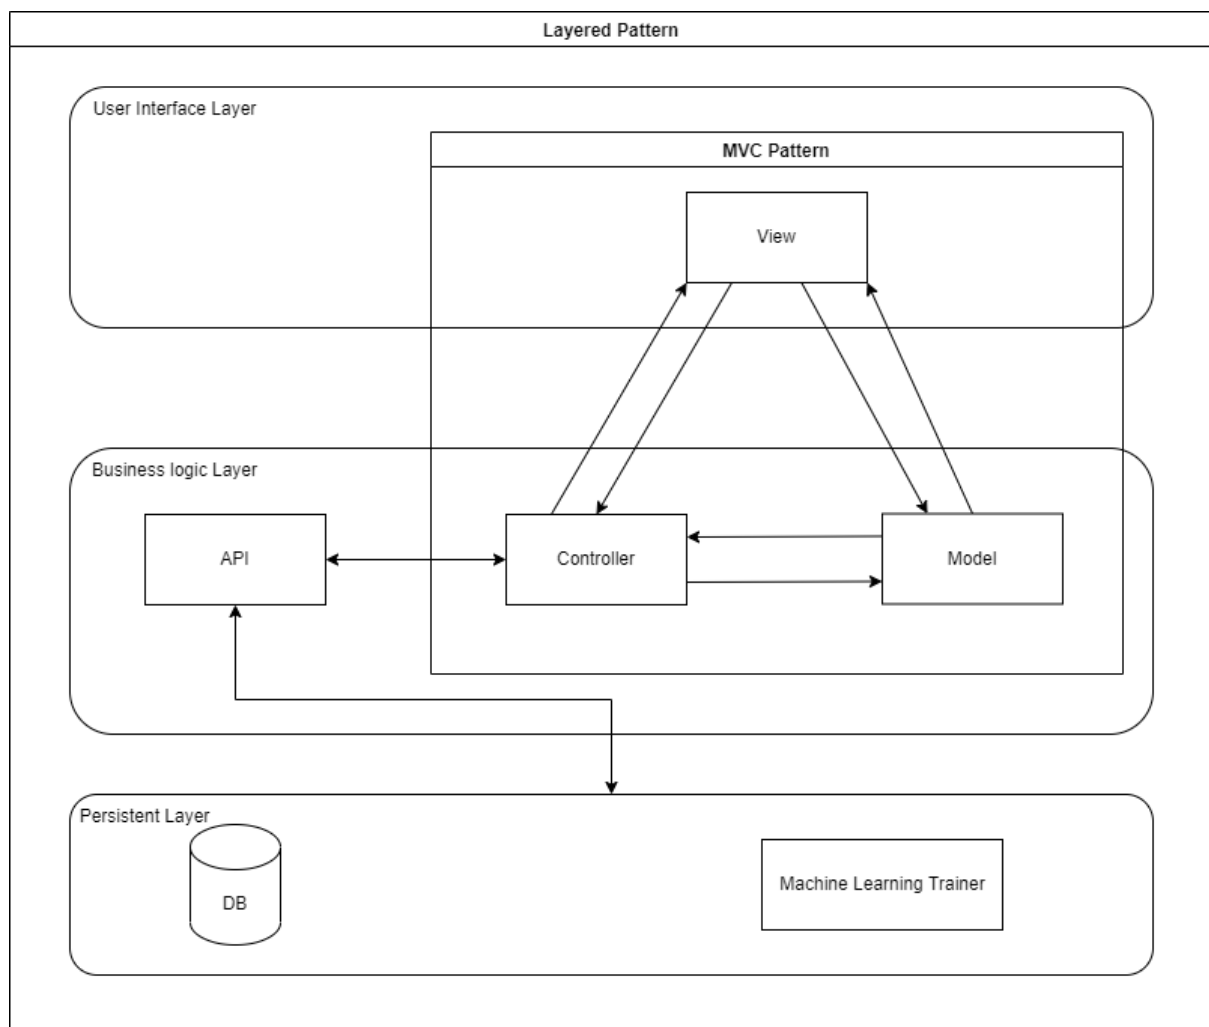 Layered Pattern
User Interface Layer
MVC Pattern
View
Business logic Layer
API
Controller
Model
Persistent Layer
DB
Machine Learning Trainer